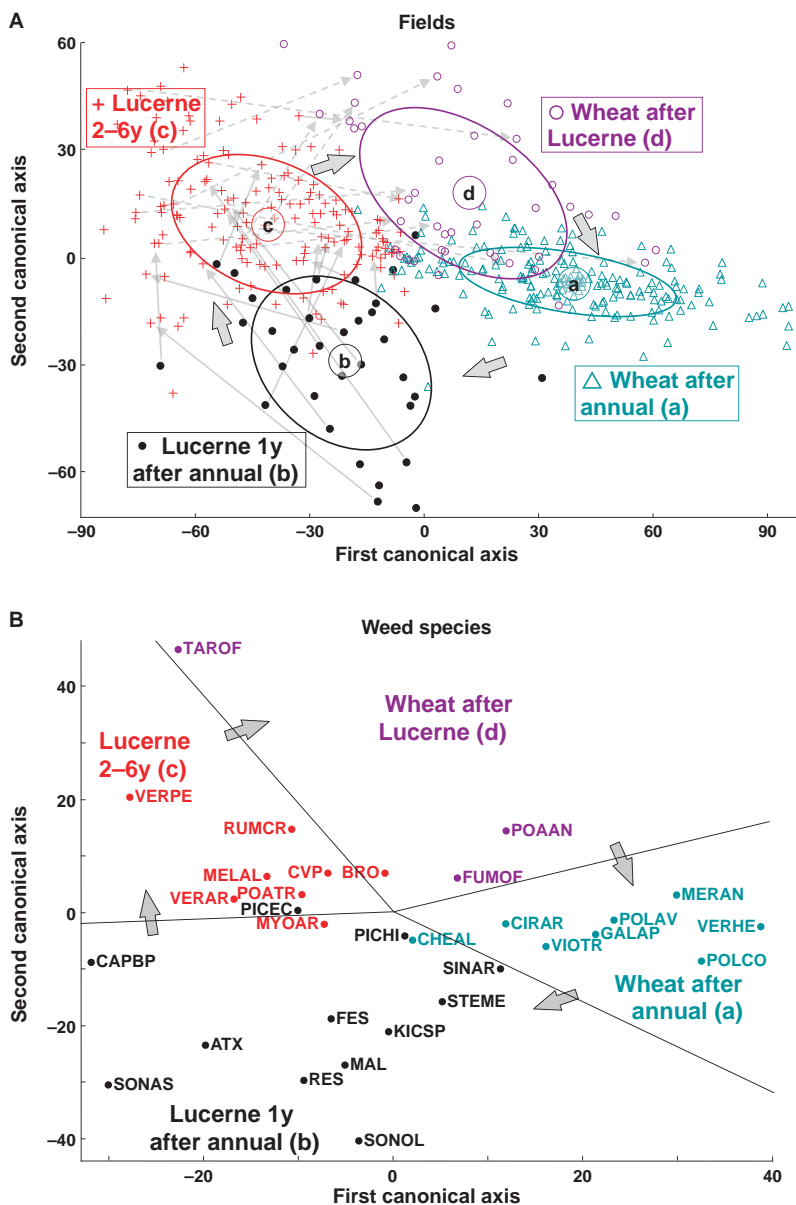 A
Fields
60
30
0
−30
−60
Second canonical axis
+ Lucerne
2–6y (c)
○ Wheat after
Lucerne (d)
d
c
a
b
△ Wheat after
annual (a)
● Lucerne 1y
after annual (b)
−90
−60
−30
0
30
60
90
First canonical axis
B
Weed species
40
20
0
−20
−40
Second canonical axis
TAROF
Wheat after
Lucerne (d)
Lucerne
2–6y (c)
VERPE
RUMCR
POAAN
MELAL
CVP
BRO
FUMOF
VERAR
POATR
PICEC
MERAN
MYOAR
CIRAR
POLAV
VERHE
PICHI
CHEAL
VIOTR
GALAP
CAPBP
SINAR
POLCO
STEME
Wheat after
annual (a)
FES
KICSP
ATX
MAL
SONAS
RES
Lucerne 1y
after annual (b)
SONOL
−20
0
20
40
First canonical axis